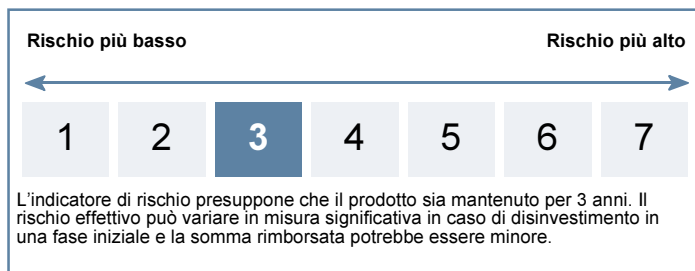 Rischio più basso Rischio più alto
1 2 3 4 5 6 7
L'indicatore di rischio presuppone che il prodotto sia mantenuto per 3 anni. Il
rischio effettivo può variare in misura significativa in caso di disinvestimento in
una fase iniziale e la somma rimborsata potrebbe essere minore.